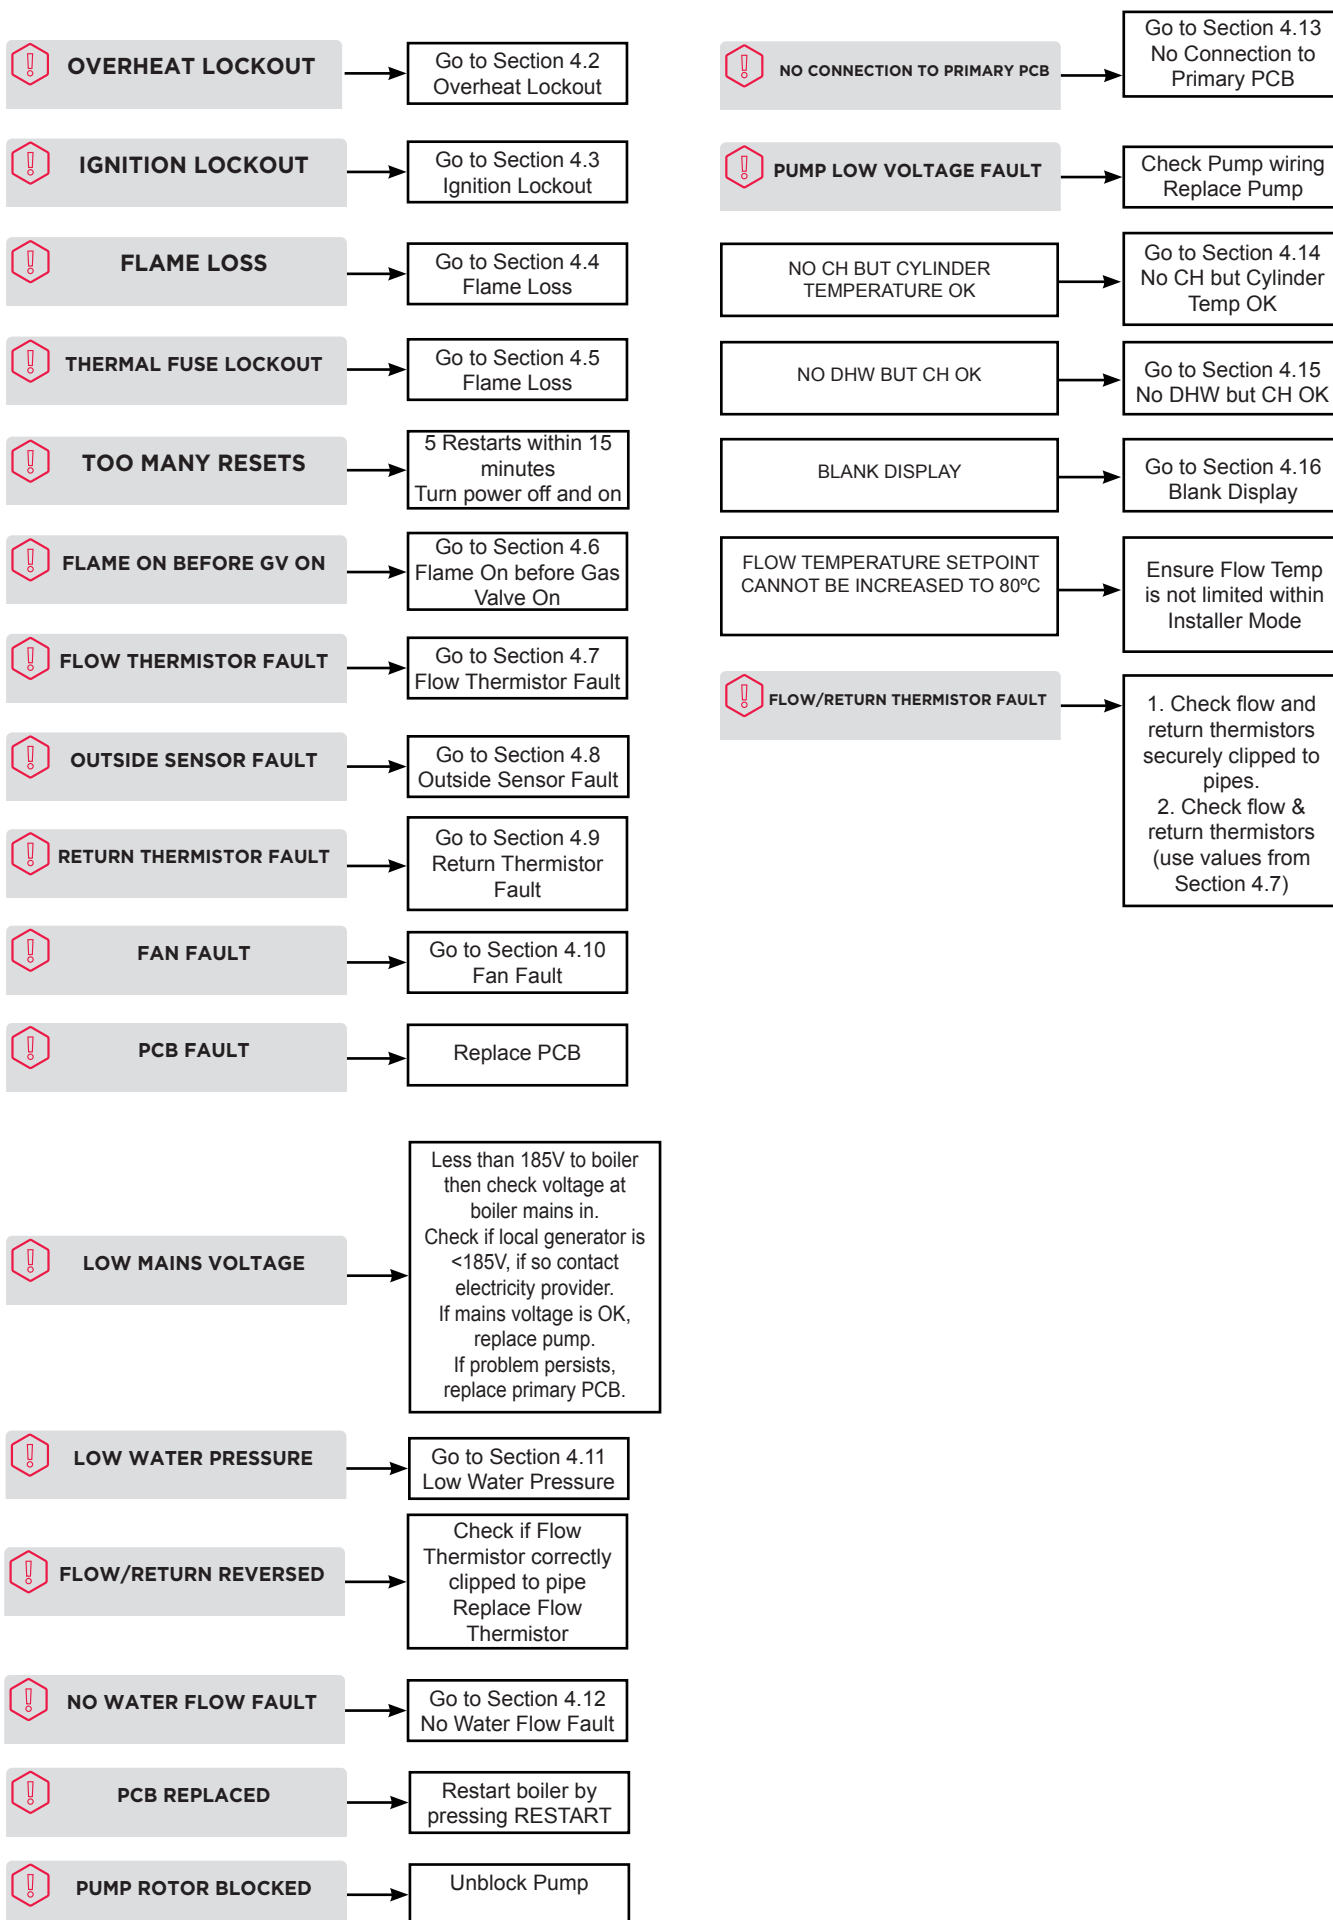 OVERHEAT LOCKOUT
Go to Section 4.2
Overheat Lockout
IGNITION LOCKOUT
Go to Section 4.3
Ignition Lockout
FLAME LOSS
Go to Section 4.4
Flame Loss
THERMAL FUSE LOCKOUT
Go to Section 4.5
Flame Loss
TOO MANY RESETS
5 Restarts within 15
minutes
Turn power off and on
FLAME ON BEFORE GV ON
Go to Section 4.6
Flame On before Gas
Valve On
FLOW THERMISTOR FAULT
Go to Section 4.7
Flow Thermistor Fault
OUTSIDE SENSOR FAULT
Go to Section 4.8
Outside Sensor Fault
RETURN THERMISTOR FAULT
Go to Section 4.9
Return Thermistor
Fault
FAN FAULT
Go to Section 4.10
Fan Fault
PCB FAULT
Replace PCB
LOW MAINS VOLTAGE
Less than 185V to boiler
then check voltage at
boiler mains in.
Check if local generator is
<185V, if so contact
electricity provider.
If mains voltage is OK,
replace pump.
If problem persists,
replace primary PCB.
LOW WATER PRESSURE
Go to Section 4.11
Low Water Pressure
FLOW/RETURN REVERSED
Check if Flow
Thermistor correctly
clipped to pipe
Replace Flow
Thermistor
NO WATER FLOW FAULT
Go to Section 4.12
No Water Flow Fault
PCB REPLACED
Restart boiler by
pressing RESTART
PUMP ROTOR BLOCKED
Unblock Pump
NO CONNECTION TO PRIMARY PCB
Go to Section 4.13
No Connection to
Primary PCB
PUMP LOW VOLTAGE FAULT
Check Pump wiring
Replace Pump
NO CH BUT CYLINDER
TEMPERATURE OK
Go to Section 4.14
No CH but Cylinder
Temp OK
NO DHW BUT CH OK
Go to Section 4.15
No DHW but CH OK
BLANK DISPLAY
Go to Section 4.16
Blank Display
FLOW TEMPERATURE SETPOINT
CANNOT BE INCREASED TO 80ºC
Ensure Flow Temp
is not limited within
Installer Mode
FLOW/RETURN THERMISTOR FAULT
1. Check flow and
return thermistors
securely clipped to
pipes.
2. Check flow &
return thermistors
(use values from
Section 4.7)